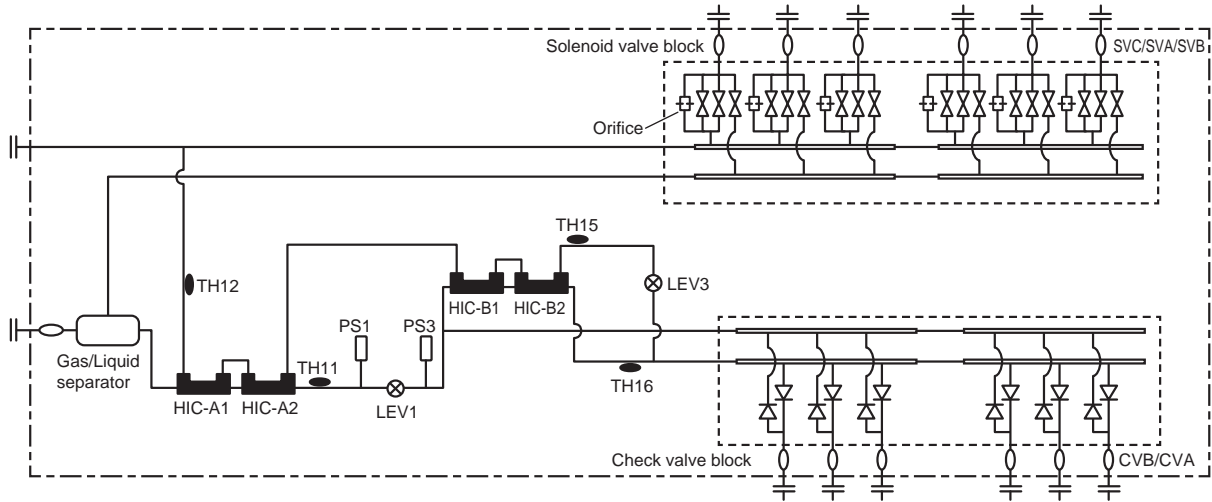 Solenoid valve block
SVC/SVA/SVB
Orifice
TH15
TH12
LEV3
HIC-B1
HIC-B2
PS1
PS3
Gas/Liquid
separator
TH11
TH16
HIC-A1
HIC-A2
LEV1
Check valve block
CVB/CVA